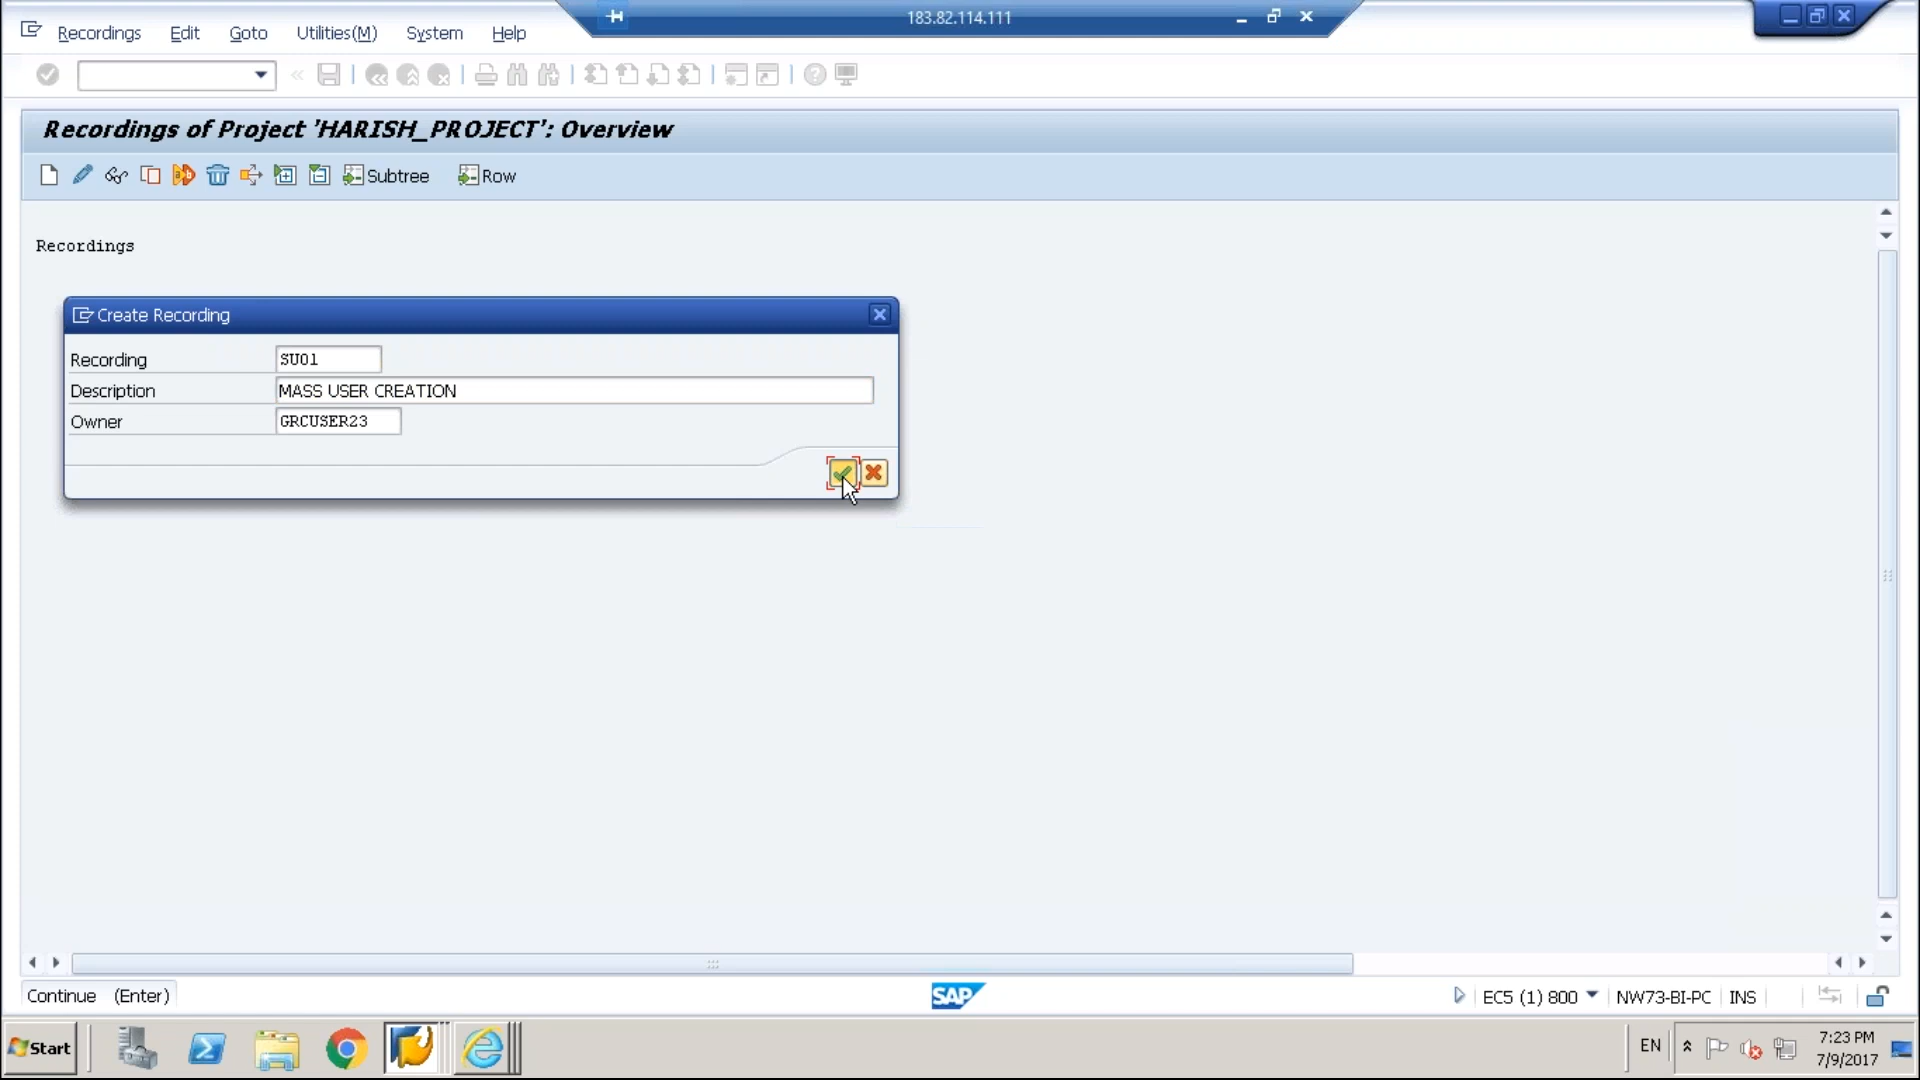 183.82.114.111
Recordings Edit Goto Utilities(M) System Help
Recordings of Project 'HARISH_PROJECT': Overview
Subtree Row
Recordings
Create Recording
Recording SU01
Description MASS USER CREATION
Owner GRCUSER23
Continue (Enter)
SAP
EC5 (1) 800 NW73-BI-PC INS
Start
EN
7:23 PM
7/9/2017